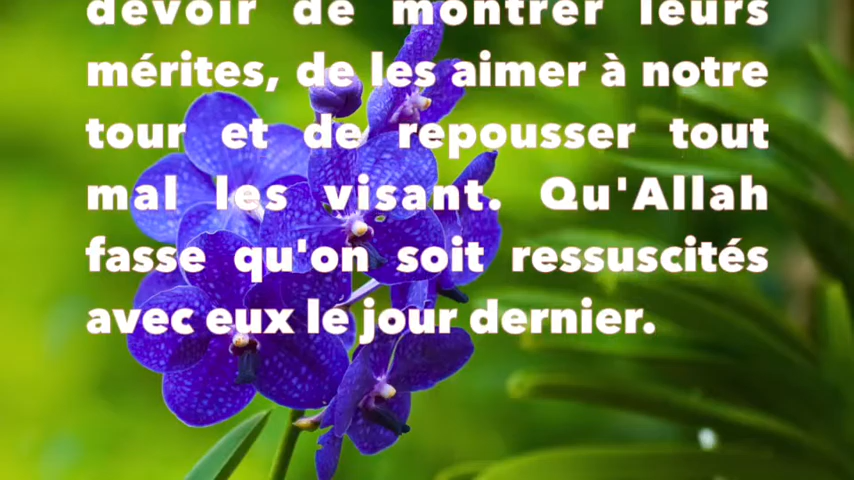 devoir de montrer leurs
mérites, de les aimer à notre
tour et de repousser tout
mal les visant. Qu'Allah
fasse qu'on soit ressuscités
avec eux le jour dernier.